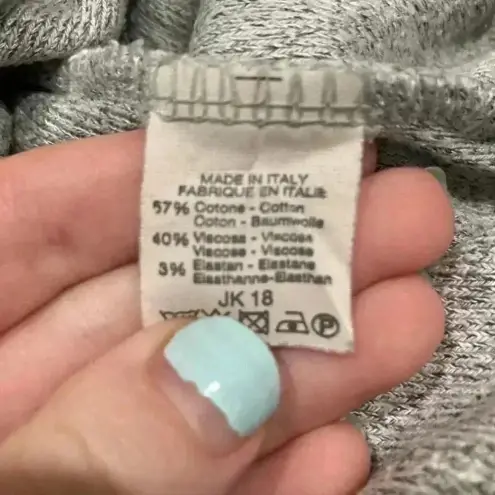 MADE IN ITALY
FABRIQUE EN ITALIE
57% Cotone - Cotton
Coton - Baumwolle
40% Viscosa - Viscose
Viscose - Viscose
3% Elastan - Elastane
Elasthanne-Elasthan
JK 18
P